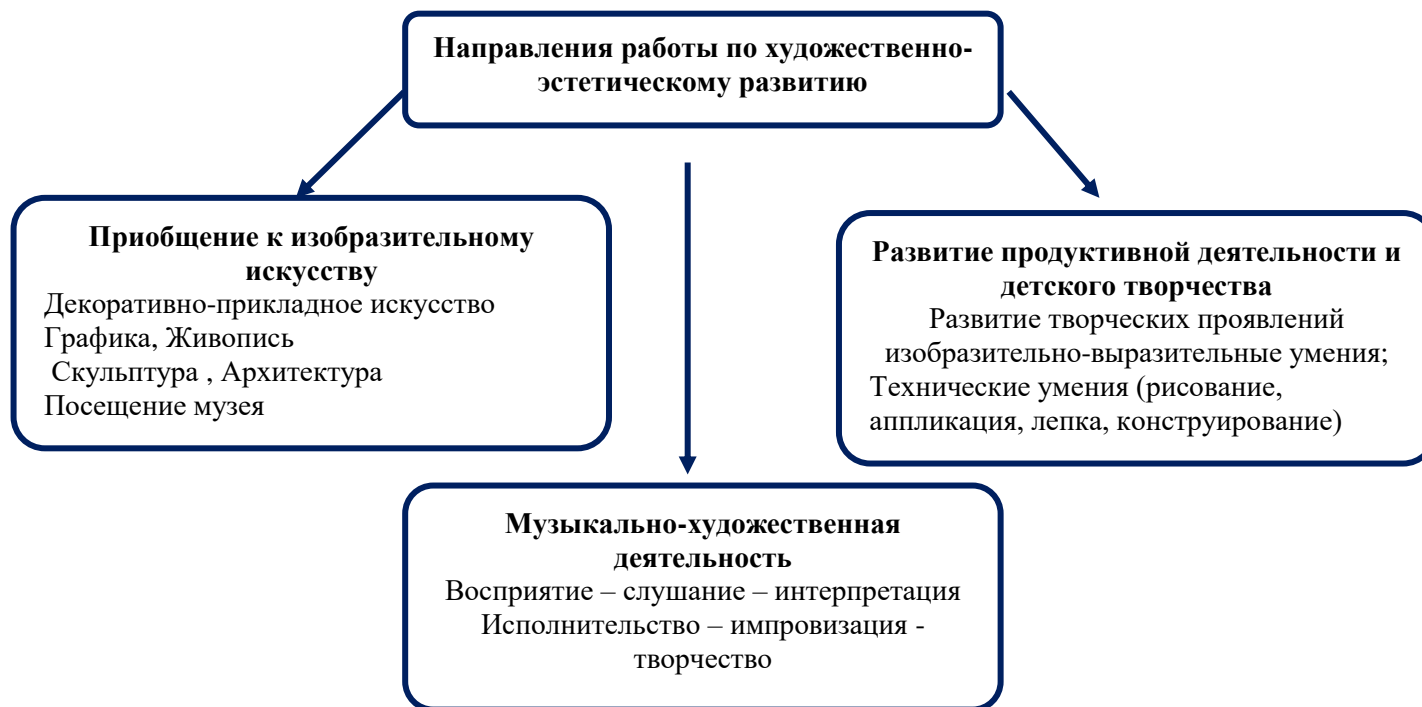 Направления работы по художественно-
эстетическому развитию
Приобщение к изобразительному
искусству
Декоративно-прикладное искусство
Графика, Живопись
Скульптура , Архитектура
Посещение музея
Развитие продуктивной деятельности и
детского творчества
Развитие творческих проявлений
изобразительно-выразительные умения;
Технические умения (рисование,
аппликация, лепка, конструирование)
Музыкально-художественная
деятельность
Восприятие – слушание – интерпретация
Исполнительство – импровизация -
творчество